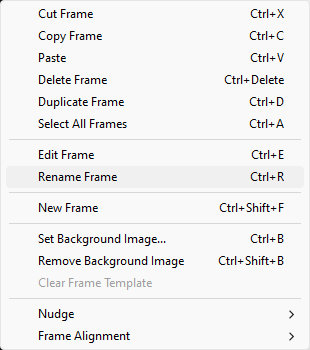 Cut Frame Ctrl+X
Copy Frame Ctrl+C
Paste Ctrl+V
Delete Frame Ctrl+Delete
Duplicate Frame Ctrl+D
Select All Frames Ctrl+A
Edit Frame Ctrl+E
Rename Frame Ctrl+R
New Frame Ctrl+Shift+F
Set Background Image... Ctrl+B
Remove Background Image Ctrl+Shift+B
Clear Frame Template
Nudge
Frame Alignment